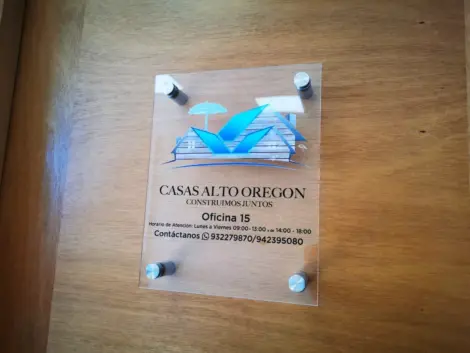 CASAS ALTO OREGON
CONSTRUIMOS JUNTOS
Oficina 15
Horario de Atención: Lunes a Viernes 09:00 - 13:00 y de 14:00 - 18:00
Contáctanos 932279870/942395080